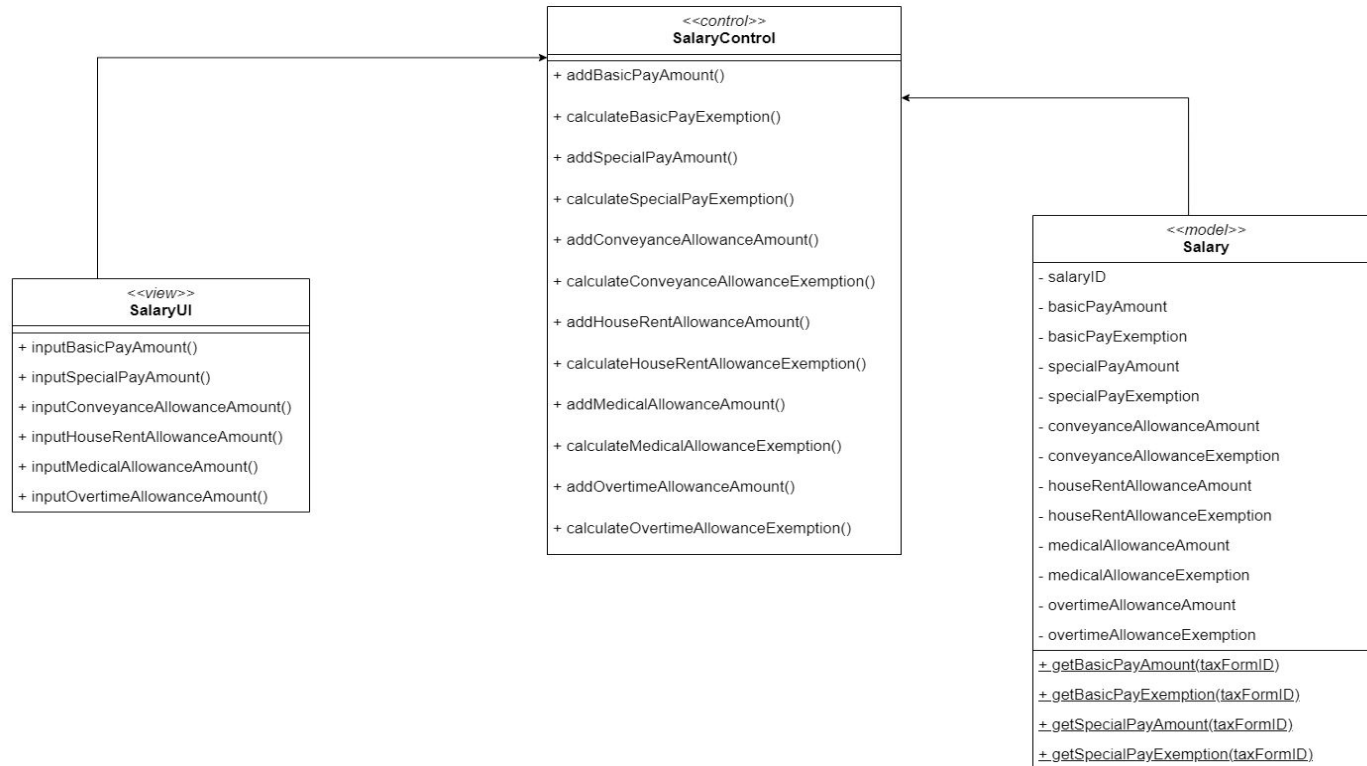 <<control>>
SalaryControl
+ addBasicPayAmount()
+ calculateBasicPayExemption()
+ addSpecialPayAmount()
+ calculateSpecialPayExemption()
+ addConveyanceAllowanceAmount()
+ calculateConveyanceAllowanceExemption()
+ addHouseRentAllowanceAmount()
+ calculateHouseRentAllowanceExemption()
+ addMedicalAllowanceAmount()
+ calculateMedicalAllowanceExemption()
+ addOvertimeAllowanceAmount()
+ calculateOvertimeAllowanceExemption()
<<view>>
SalaryUI
+ inputBasicPayAmount()
+ inputSpecialPayAmount()
+ inputConveyanceAllowanceAmount()
+ inputHouseRentAllowanceAmount()
+ inputMedicalAllowanceAmount()
+ inputOvertimeAllowanceAmount()
<<model>>
Salary
- salaryID
- basicPayAmount
- basicPayExemption
- specialPayAmount
- specialPayExemption
- conveyanceAllowanceAmount
- conveyanceAllowanceExemption
- houseRentAllowanceAmount
- houseRentAllowanceExemption
- medicalAllowanceAmount
- medicalAllowanceExemption
- overtimeAllowanceAmount
- overtimeAllowanceExemption
+ getBasicPayAmount(taxFormID)
+ getBasicPayExemption(taxFormID)
+ getSpecialPayAmount(taxFormID)
+ getSpecialPayExemption(taxFormID)